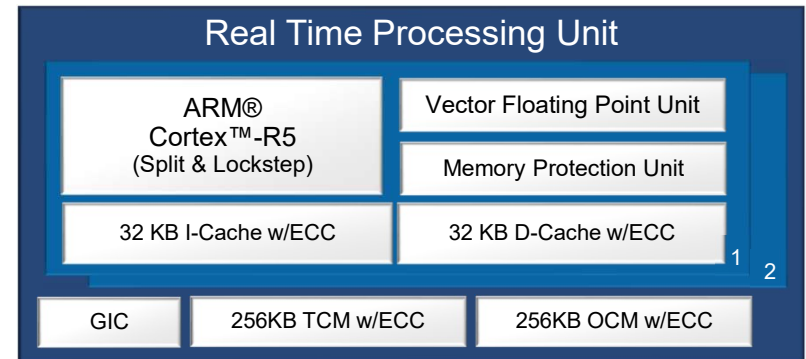 Real Time Processing Unit
ARM®
Cortex™-R5
(Split & Lockstep)
Vector Floating Point Unit
Memory Protection Unit
32 KB I-Cache w/ECC
32 KB D-Cache w/ECC
1
2
GIC
256KB TCM w/ECC
256KB OCM w/ECC